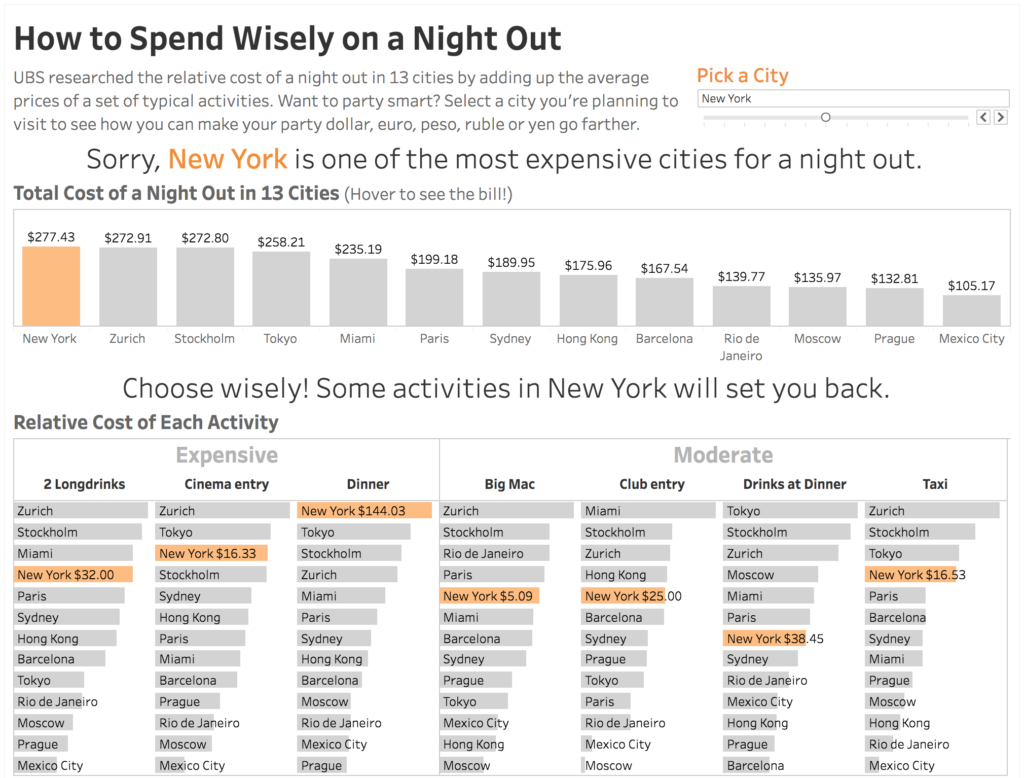 How to Spend Wisely on a Night Out
UBS researched the relative cost of a night out in 13 cities by adding up the average
prices of a set of typical activities. Want to party smart? Select a city you're planning to
visit to see how you can make your party dollar, euro, peso, ruble or yen go farther.
Pick a City
New York
Sorry, New York is one of the most expensive cities for a night out.
Total Cost of a Night Out in 13 Cities (Hover to see the bill!)
$277.43 $272.91 $272.80 $258.21 $235.19 $199.18 $189.95 $175.96 $167.54 $139.77 $135.97 $132.81 $105.17
New York Zurich Stockholm Tokyo Miami Paris Sydney Hong Kong Barcelona Rio de Moscow Prague Mexico City
Janeiro
Choose wisely! Some activities in New York will set you back.
Relative Cost of Each Activity
Expensive Moderate
2 Longdrinks Cinema entry Dinner Big Mac Club entry Drinks at Dinner Taxi
Zurich Zurich New York $144.03 Zurich Miami Tokyo Zurich
Stockholm Tokyo Tokyo Stockholm Stockholm Stockholm Stockholm
Miami New York $16.33 Stockholm Rio de Janeiro Zurich Zurich Tokyo
New York $32.00 Stockholm Zurich Paris Hong Kong Moscow New York $16.53
Paris Sydney Miami New York $5.09 New York $25.00 Miami Paris
Sydney Hong Kong Paris Miami Barcelona Paris Barcelona
Hong Kong Paris Sydney Barcelona Sydney New York $38.45 Sydney
Barcelona Miami Hong Kong Sydney Prague Sydney Miami
Tokyo Barcelona Barcelona Prague Tokyo Rio de Janeiro Prague
Rio de Janeiro Prague Moscow Tokyo Paris Mexico City Moscow
Moscow Rio de Janeiro Rio de Janeiro Mexico City Rio de Janeiro Hong Kong Hong Kong
Prague Moscow Mexico City Hong Kong Mexico City Prague Rio de Janeiro
Mexico City Mexico City Prague Moscow Moscow Barcelona Mexico City